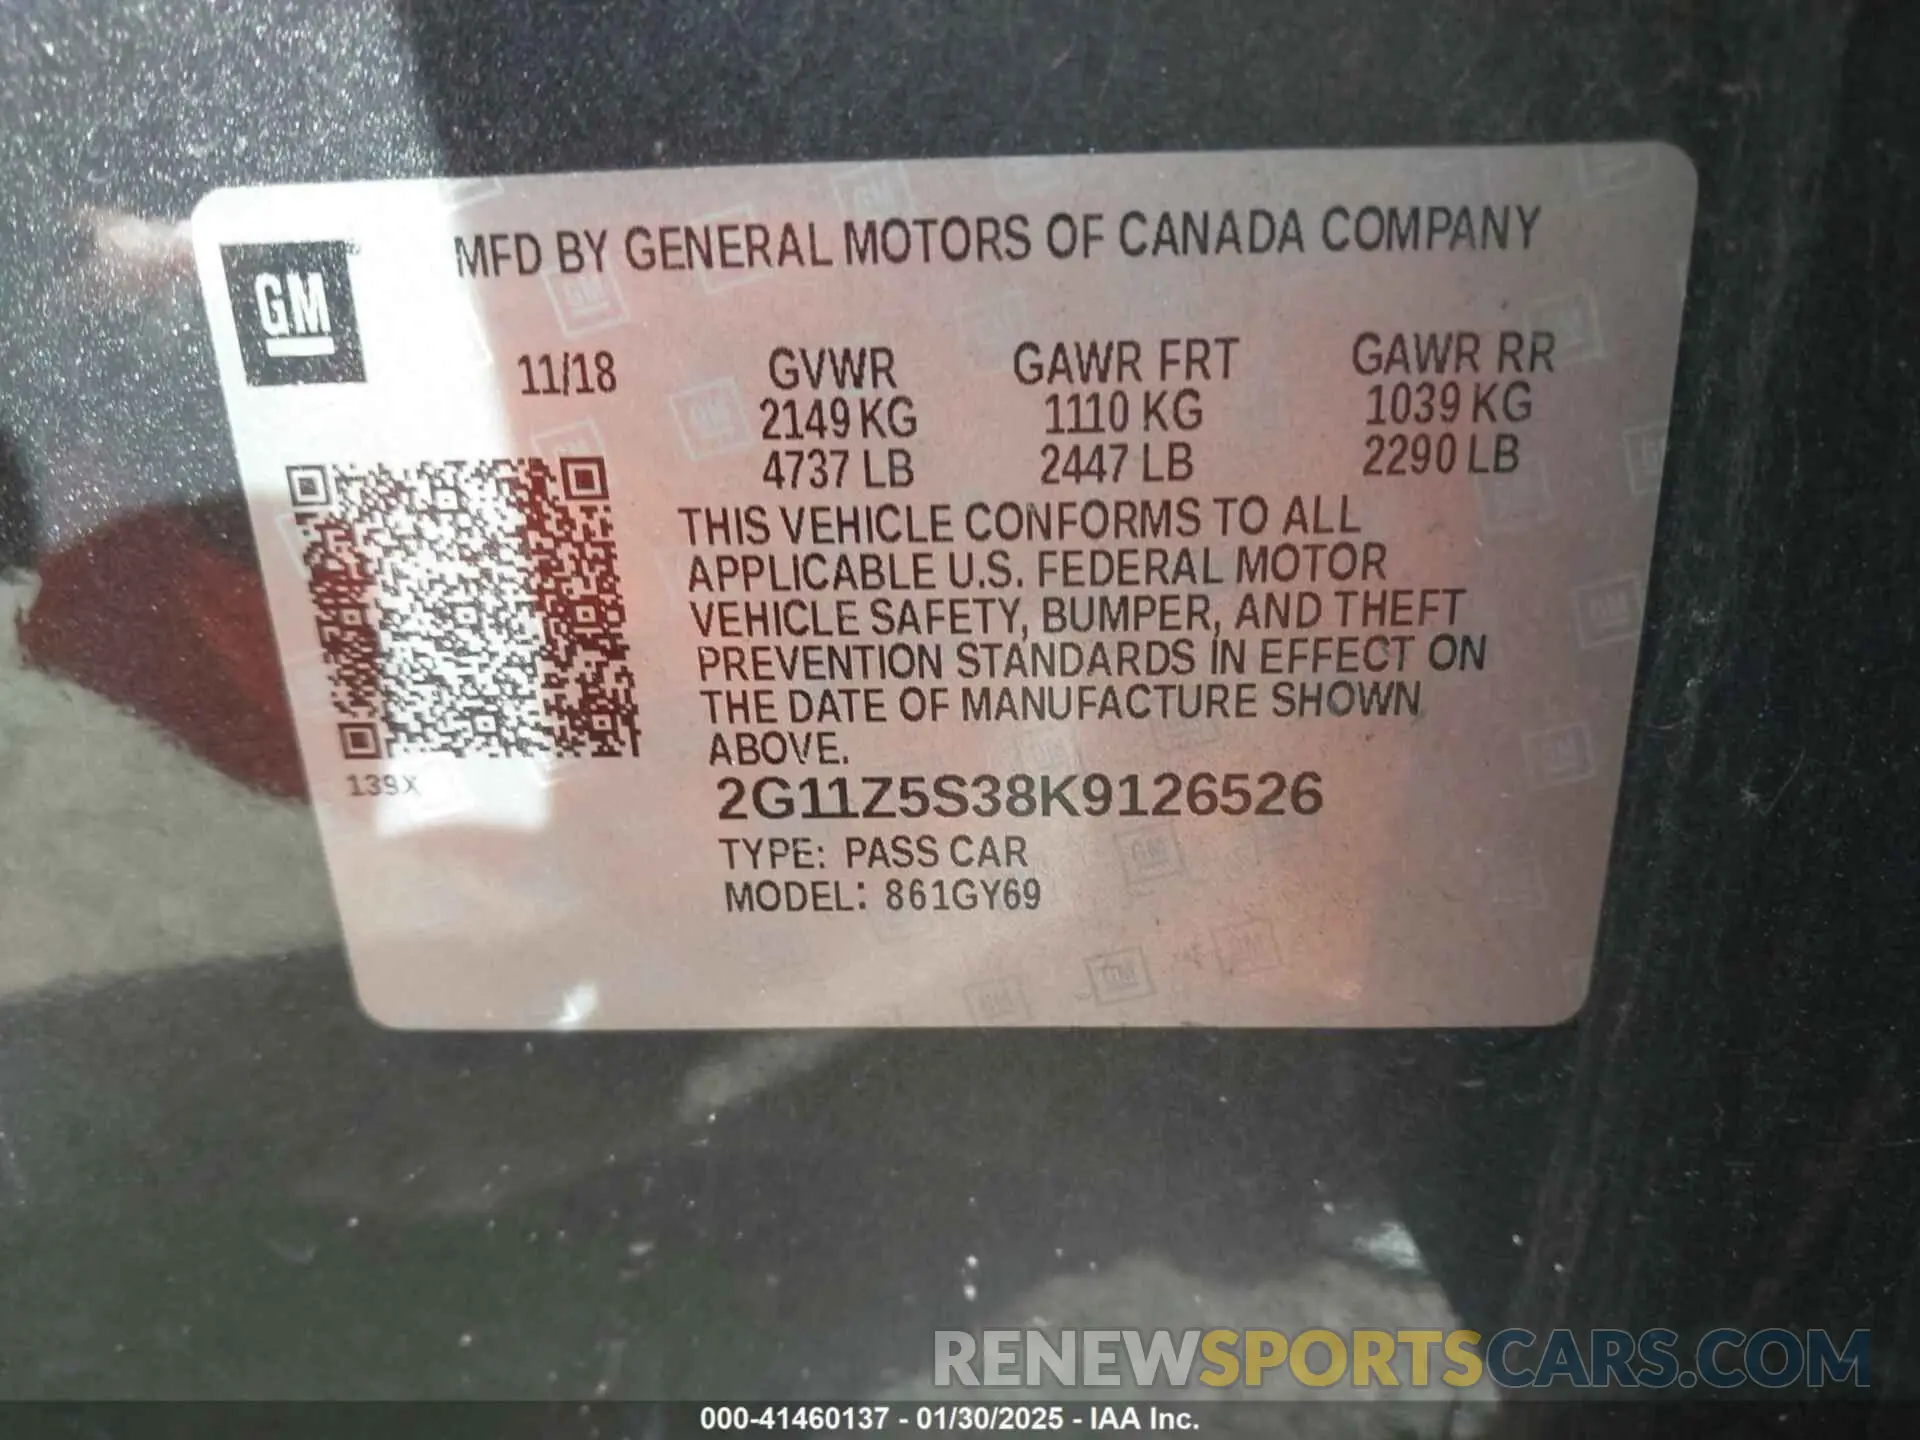 MFD BY GENERAL MOTORS OF CANADA COMPANY
GM
11/18 GVWR GAWR FRT GAWR RR
2149 KG 1110 KG 1039 KG
4737 LB 2447 LB 2290 LB
THIS VEHICLE CONFORMS TO ALL
APPLICABLE U.S. FEDERAL MOTOR
VEHICLE SAFETY, BUMPER, AND THEFT
PREVENTION STANDARDS IN EFFECT ON
THE DATE OF MANUFACTURE SHOWN
ABOVE.
139X
2G11Z5S38K9126526
TYPE: PASS CAR
MODEL: 861GY69
RENEWSPORTSCARS.COM
000-41460137 - 01/30/2025 - IAA Inc.